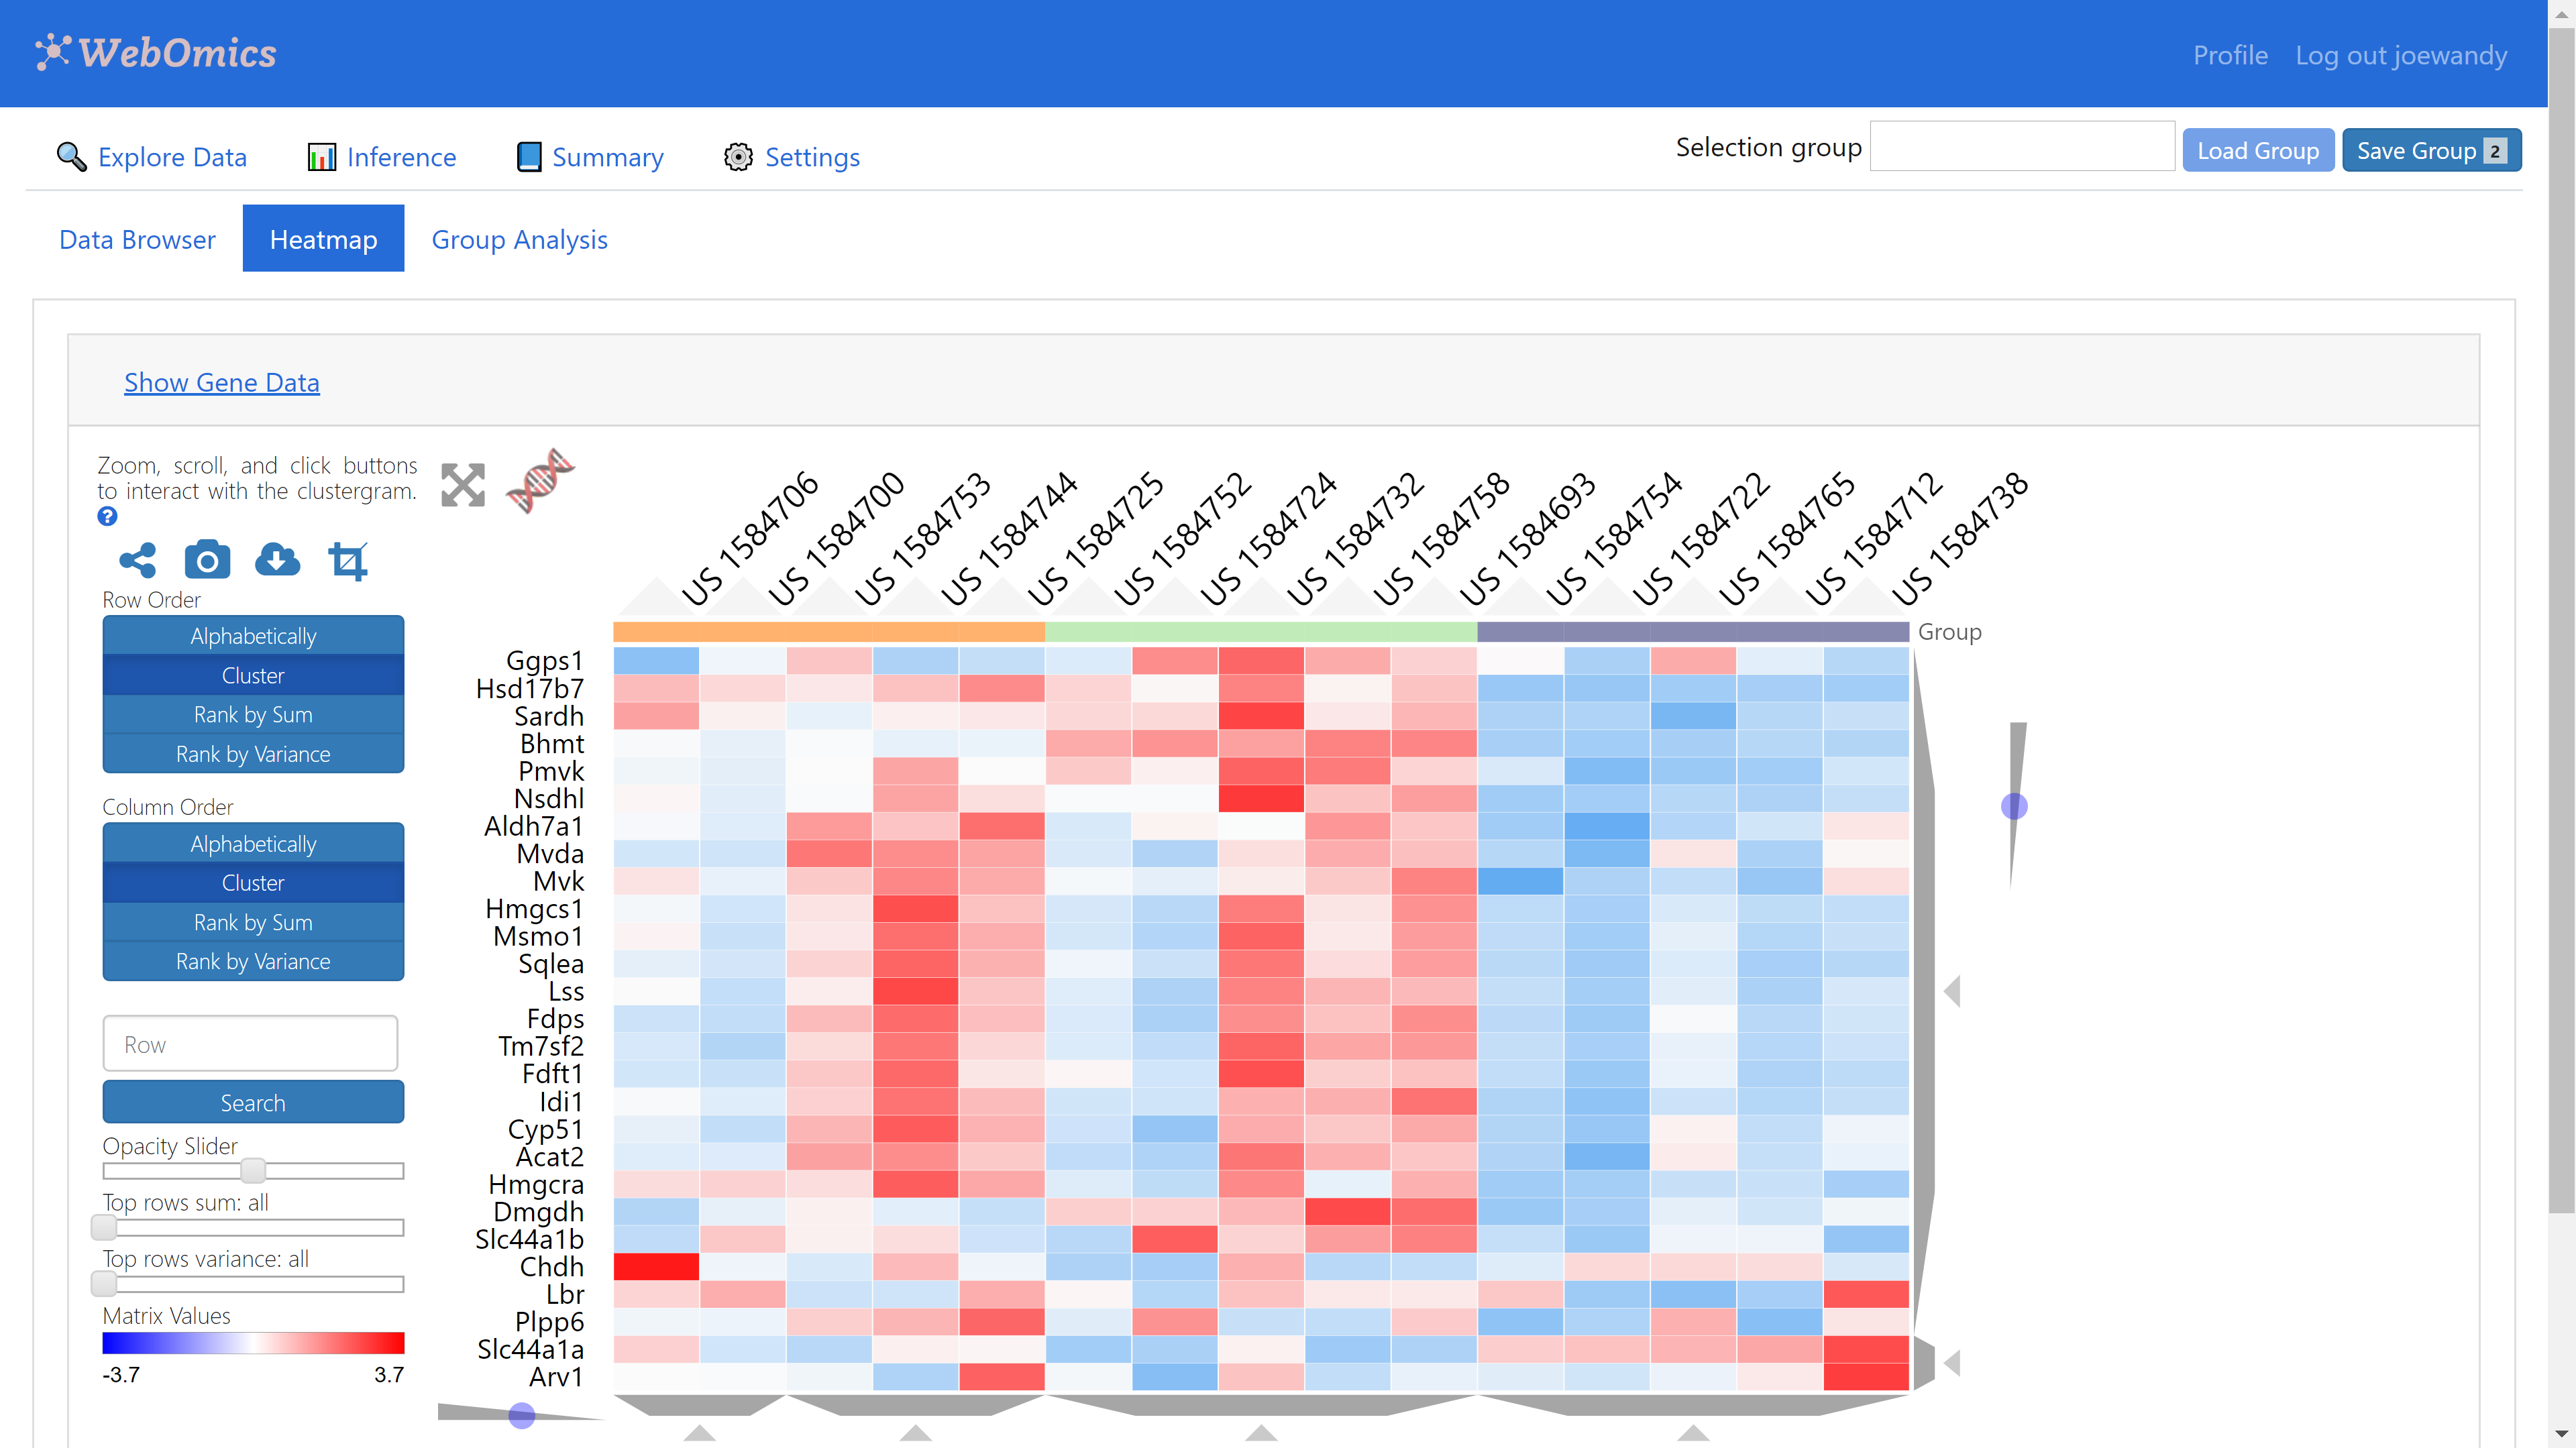 WebOmics
Profile Log out joewandy
Explore Data Inference Summary Settings
Selection group Load Group Save Group 2
Data Browser Heatmap Group Analysis
Show Gene Data
Zoom, scroll, and click buttons
to interact with the clustergram.
?
Row Order
Alphabetically
Cluster
Rank by Sum
Rank by Variance
Column Order
Alphabetically
Cluster
Rank by Sum
Rank by Variance
Row
Search
Opacity Slider
Top rows sum: all
Top rows variance: all
Matrix Values
-3.7 3.7
US 1584706
US 1584700
US 1584753
US 1584744
US 1584725
US 1584752
US 1584724
US 1584732
US 1584758
US 1584693
US 1584754
US 1584722
US 1584765
US 1584712
US 1584738
Group
Ggps1
Hsd17b7
Sardh
Bhmt
Pmvk
Nsdhl
Aldh7a1
Mvda
Mvk
Hmgcs1
Msmo1
Sqlea
Lss
Fdps
Tm7sf2
Fdft1
Idi1
Cyp51
Acat2
Hmgcra
Dmgdh
Slc44a1b
Chdh
Lbr
Plpp6
Slc44a1a
Arv1